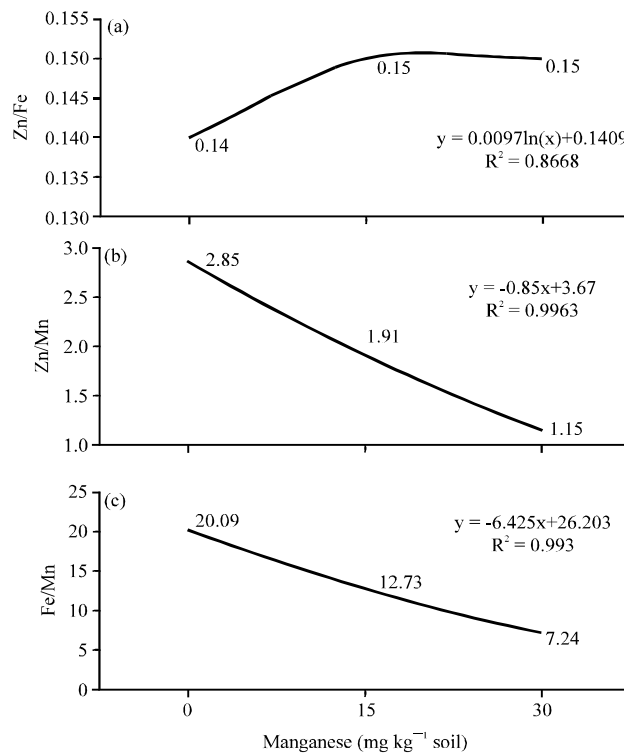 (a)
Zn/Fe
0.155
0.150
0.145
0.140
0.135
0.130
0.14
0.15
0.15
y = 0.0097ln(x)+0.1409
R² = 0.8668
(b)
Zn/Mn
3.0
2.5
2.0
1.5
1.0
2.85
1.91
1.15
y = -0.85x+3.67
R² = 0.9963
(c)
Fe/Mn
25
20
15
10
5
0
20.09
12.73
7.24
y = -6.425x+26.203
R² = 0.993
0 15 30
Manganese (mg kg⁻¹ soil)